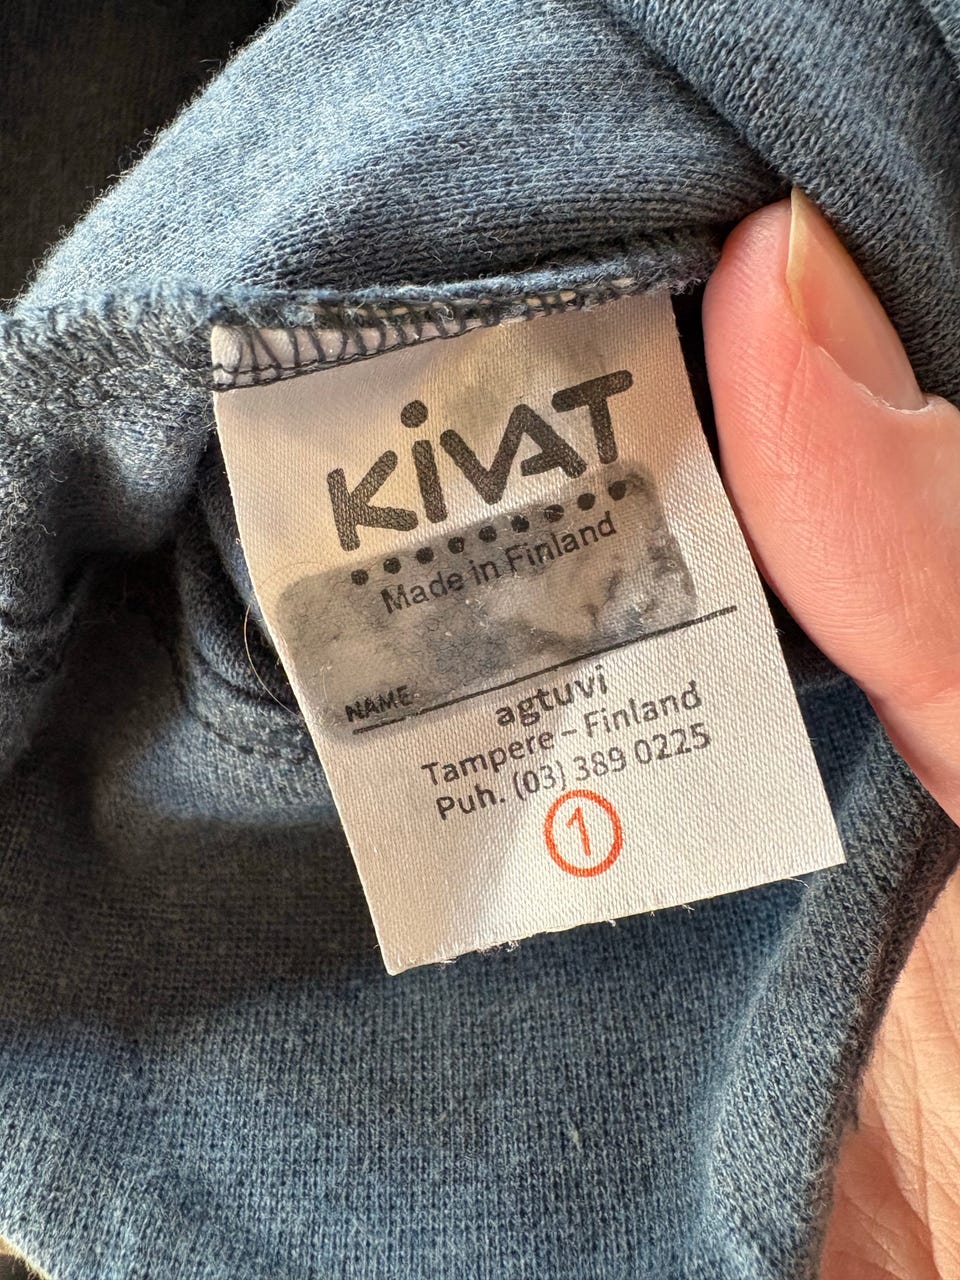 KiVAT
Made in Finland
NAME
agtuvi
Tampere – Finland
Puh. (03) 389 0225
1